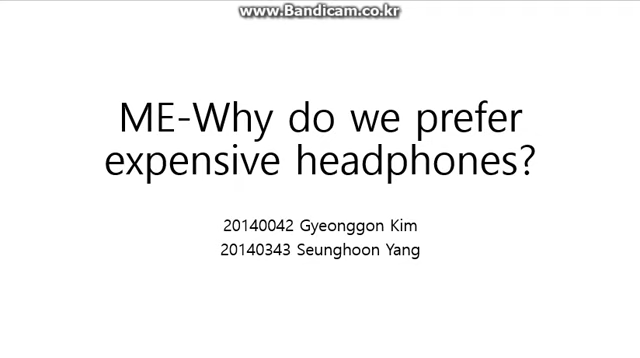 www.Bandicam.co.kr
ME-Why do we prefer
expensive headphones?
20140042 Gyeonggon Kim
20140343 Seunghoon Yang